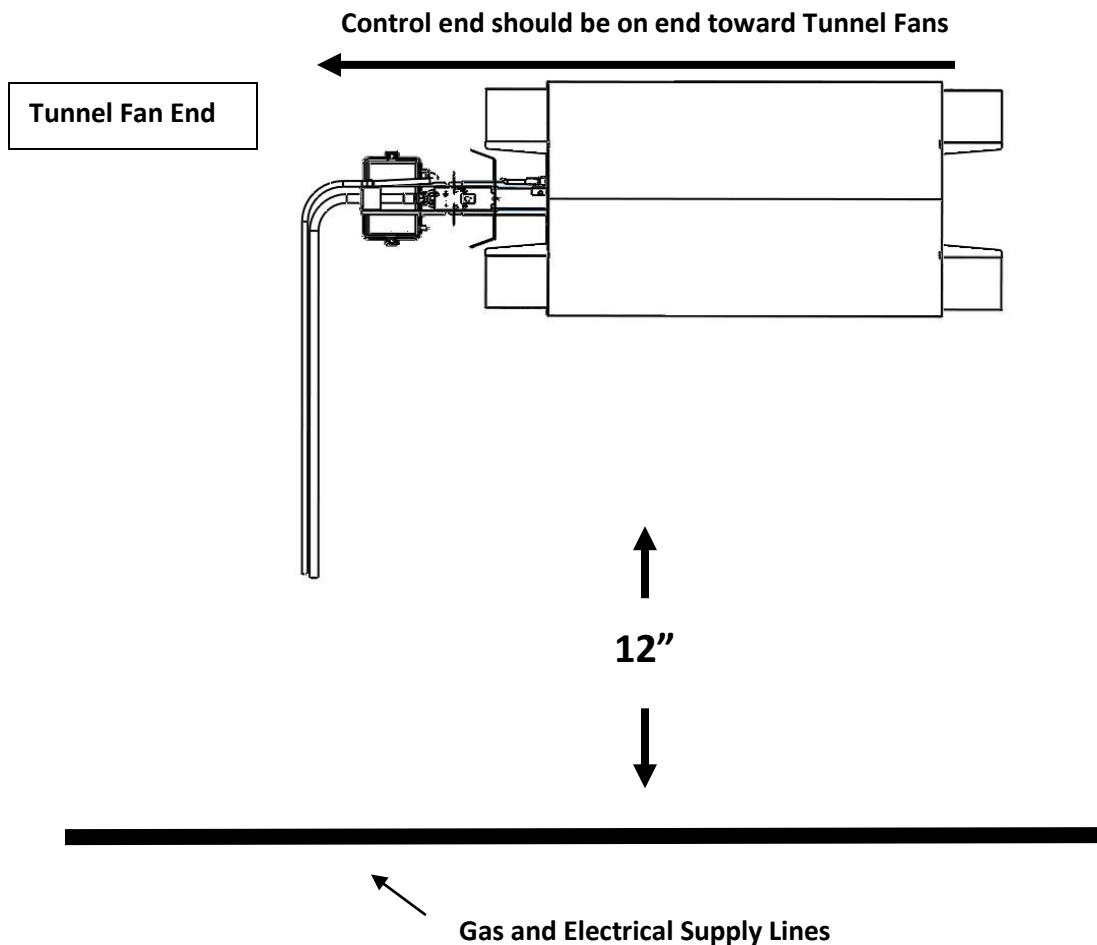 Control end should be on end toward Tunnel Fans
Tunnel Fan End
12”
Gas and Electrical Supply Lines